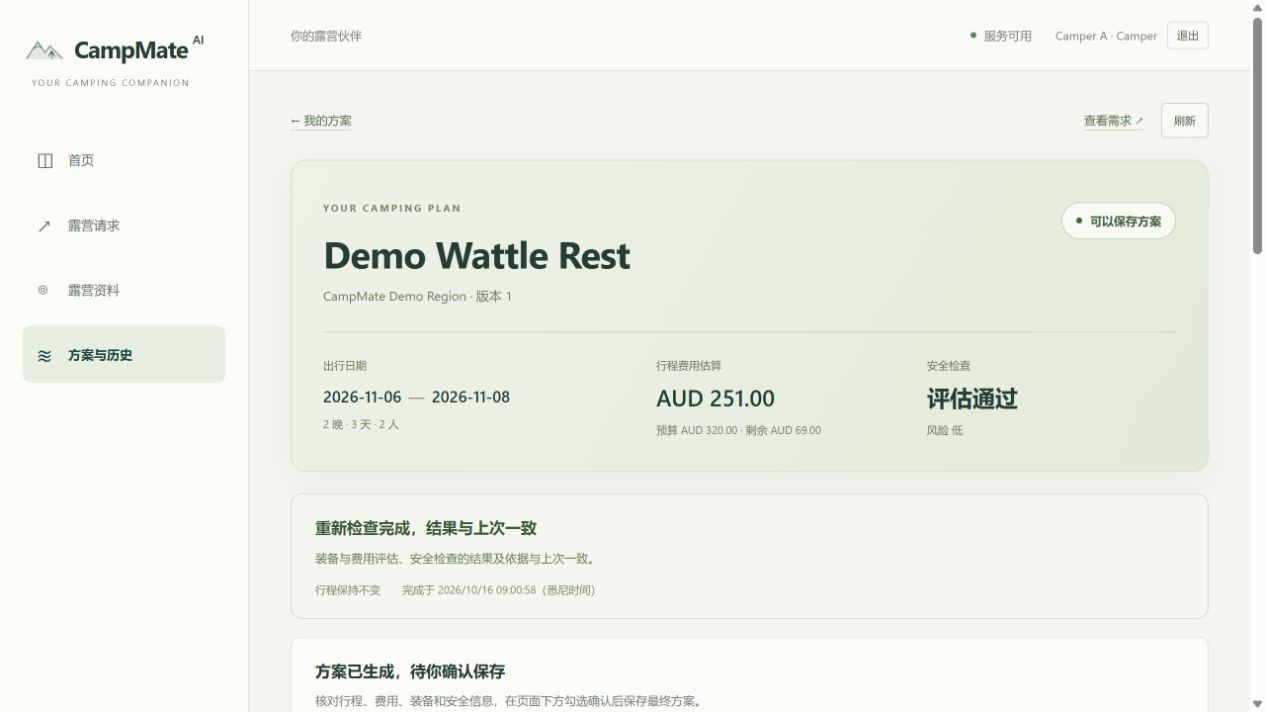 CampMate AI
YOUR CAMPING COMPANION
首页
露营请求
露营资料
方案与历史
你的露营伙伴
服务可用
Camper A · Camper
退出
← 我的方案
查看需求 ↗
刷新
YOUR CAMPING PLAN
可以保存方案
Demo Wattle Rest
CampMate Demo Region · 版本 1
出行日期
2026-11-06 — 2026-11-08
2 晚 · 3 天 · 2 人
行程费用估算
AUD 251.00
预算 AUD 320.00 · 剩余 AUD 69.00
安全检查
评估通过
风险 低
重新检查完成，结果与上次一致
装备与费用评估、安全检查的结果及依据与上次一致。
行程保持不变 完成于 2026/10/16 09:00:58（悉尼时间）
方案已生成，待你确认保存
核对行程、费用、装备和安全信息，在页面下方勾选确认后保存最终方案。